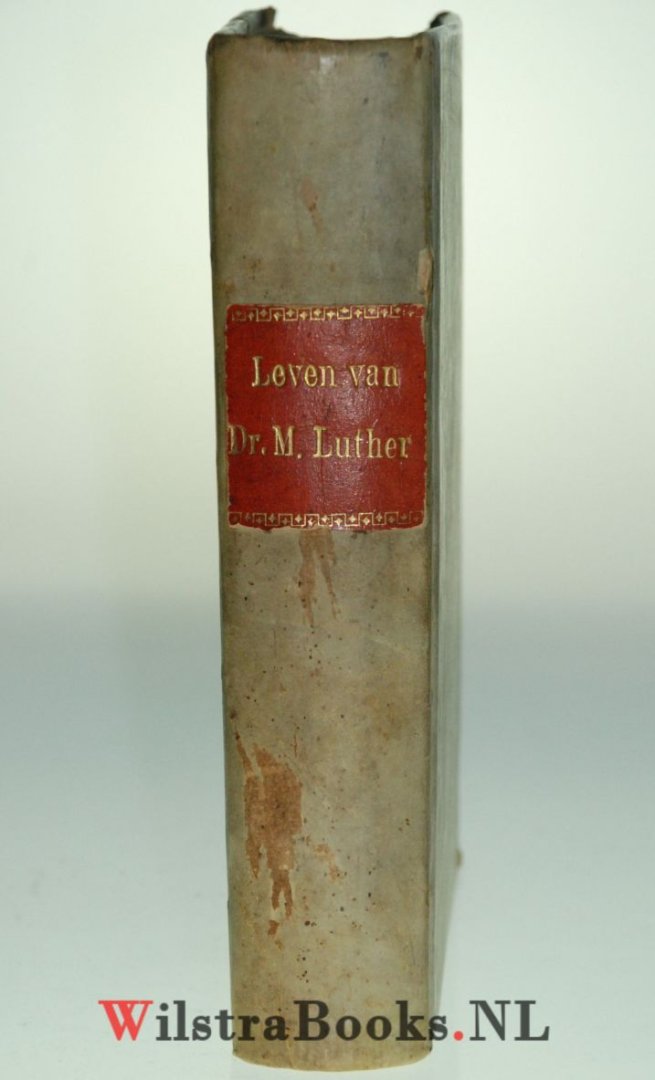 Leven van
Dr. M. Luther
WilstraBooks.NL